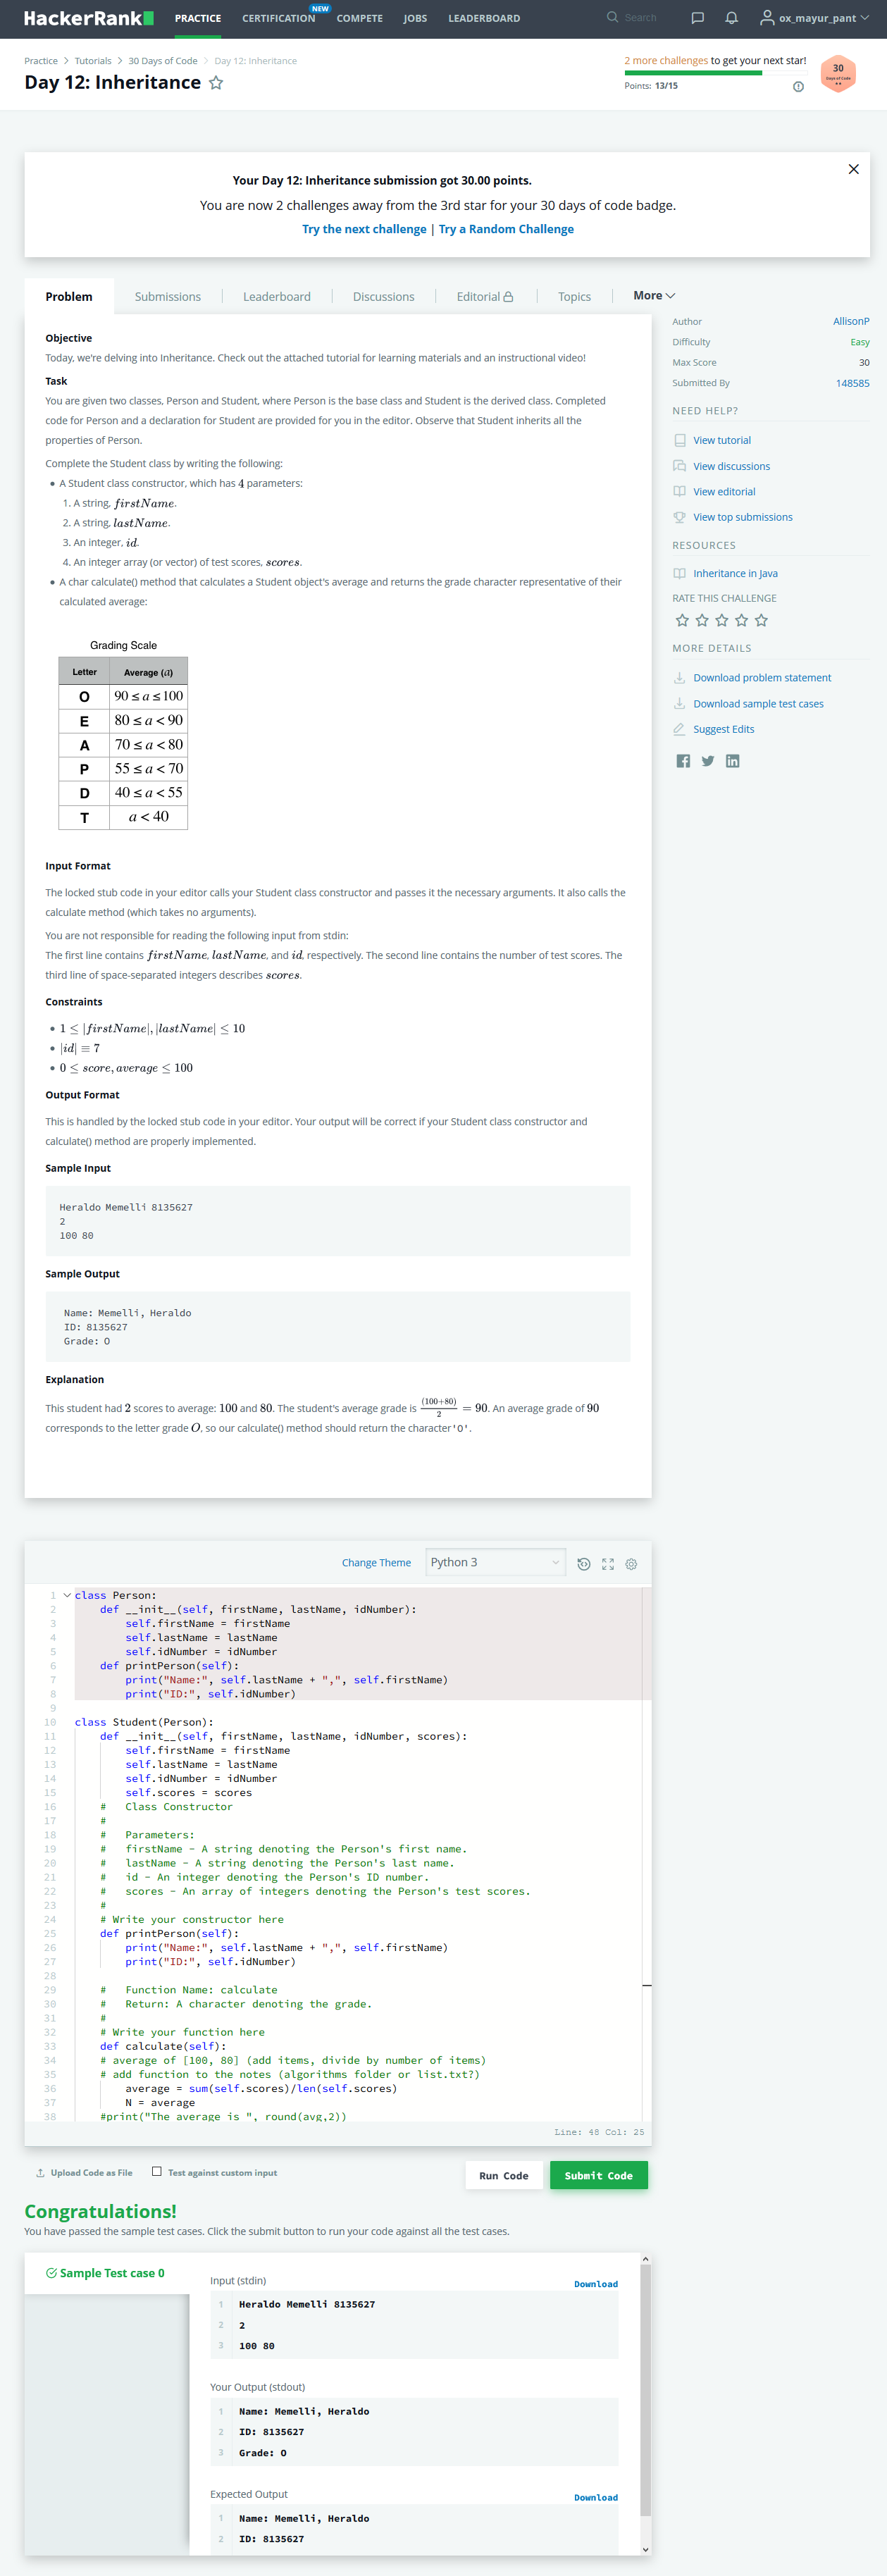 HackerRank
PRACTICE
CERTIFICATION
NEW
COMPETE
JOBS
LEADERBOARD
Search
ox_mayur_pant
Practice > Tutorials > 30 Days of Code > Day 12: Inheritance
Day 12: Inheritance
2 more challenges to get your next star!
Points: 13/15
30
Days of Code
Your Day 12: Inheritance submission got 30.00 points.
You are now 2 challenges away from the 3rd star for your 30 days of code badge.
Try the next challenge | Try a Random Challenge
Problem
Submissions
Leaderboard
Discussions
Editorial
Topics
More
Objective
Today, we're delving into Inheritance. Check out the attached tutorial for learning materials and an instructional video!
Task
You are given two classes, Person and Student, where Person is the base class and Student is the derived class. Completed
code for Person and a declaration for Student are provided for you in the editor. Observe that Student inherits all the
properties of Person.
Complete the Student class by writing the following:
• A Student class constructor, which has 4 parameters:
1. A string, firstName.
2. A string, lastName.
3. An integer, id.
4. An integer array (or vector) of test scores, scores.
• A char calculate() method that calculates a Student object's average and returns the grade character representative of their
calculated average:
Grading Scale
Letter Average (a)
O 90 ≤ a ≤ 100
E 80 ≤ a < 90
A 70 ≤ a < 80
P 55 ≤ a < 70
D 40 ≤ a < 55
T a < 40
Input Format
The locked stub code in your editor calls your Student class constructor and passes it the necessary arguments. It also calls the
calculate method (which takes no arguments).
You are not responsible for reading the following input from stdin:
The first line contains firstName, lastName, and id, respectively. The second line contains the number of test scores. The
third line of space-separated integers describes scores.
Constraints
• 1 ≤ |firstName|, |lastName| ≤ 10
• |id| ≡ 7
• 0 ≤ score, average ≤ 100
Output Format
This is handled by the locked stub code in your editor. Your output will be correct if your Student class constructor and
calculate() method are properly implemented.
Sample Input
Heraldo Memelli 8135627
2
100 80
Sample Output
Name: Memelli, Heraldo
ID: 8135627
Grade: O
Explanation
This student had 2 scores to average: 100 and 80. The student's average grade is (100+80)/2 = 90. An average grade of 90
corresponds to the letter grade O, so our calculate() method should return the character'O'.
Author AllisonP
Difficulty Easy
Max Score 30
Submitted By 148585
NEED HELP?
View tutorial
View discussions
View editorial
View top submissions
RESOURCES
Inheritance in Java
RATE THIS CHALLENGE
MORE DETAILS
Download problem statement
Download sample test cases
Suggest Edits
Change Theme
Python 3
1 class Person:
2 def __init__(self, firstName, lastName, idNumber):
3 self.firstName = firstName
4 self.lastName = lastName
5 self.idNumber = idNumber
6 def printPerson(self):
7 print("Name:", self.lastName + ",", self.firstName)
8 print("ID:", self.idNumber)
9
10 class Student(Person):
11 def __init__(self, firstName, lastName, idNumber, scores):
12 self.firstName = firstName
13 self.lastName = lastName
14 self.idNumber = idNumber
15 self.scores = scores
16 # Class Constructor
17 #
18 # Parameters:
19 # firstName - A string denoting the Person's first name.
20 # lastName - A string denoting the Person's last name.
21 # id - An integer denoting the Person's ID number.
22 # scores - An array of integers denoting the Person's test scores.
23 #
24 # Write your constructor here
25 def printPerson(self):
26 print("Name:", self.lastName + ",", self.firstName)
27 print("ID:", self.idNumber)
28
29 # Function Name: calculate
30 # Return: A character denoting the grade.
31 #
32 # Write your function here
33 def calculate(self):
34 # average of [100, 80] (add items, divide by number of items)
35 # add function to the notes (algorithms folder or list.txt?)
36 average = sum(self.scores)/len(self.scores)
37 N = average
38 #print("The average is ", round(avg,2))
Line: 48 Col: 25
Upload Code as File
Test against custom input
Run Code
Submit Code
Congratulations!
You have passed the sample test cases. Click the submit button to run your code against all the test cases.
Sample Test case 0
Input (stdin)
Download
1 Heraldo Memelli 8135627
2 2
3 100 80
Your Output (stdout)
1 Name: Memelli, Heraldo
2 ID: 8135627
3 Grade: O
Expected Output
Download
1 Name: Memelli, Heraldo
2 ID: 8135627